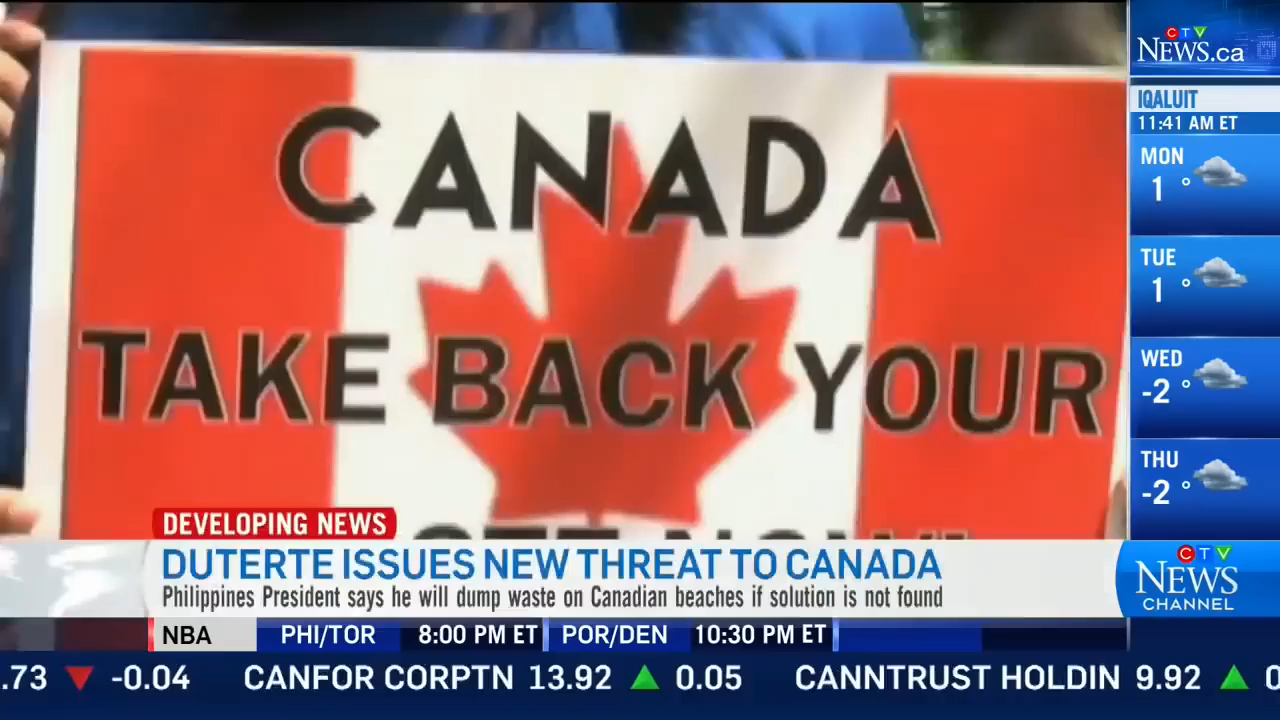 CANADA
TAKE BACK YOUR
NOW!
DEVELOPING NEWS
DUTERTE ISSUES NEW THREAT TO CANADA
Philippines President says he will dump waste on Canadian beaches if solution is not found
NBA PHI/TOR 8:00 PM ET POR/DEN 10:30 PM ET
.73 ▼ -0.04 CANFOR CORPTN 13.92 ▲ 0.05 CANNTRUST HOLDIN 9.92 ▲ 0
CTV
NEWS.ca
IQALUIT
11:41 AM ET
MON
1 °
TUE
1 °
WED
-2 °
THU
-2 °
CTV
NEWS
CHANNEL